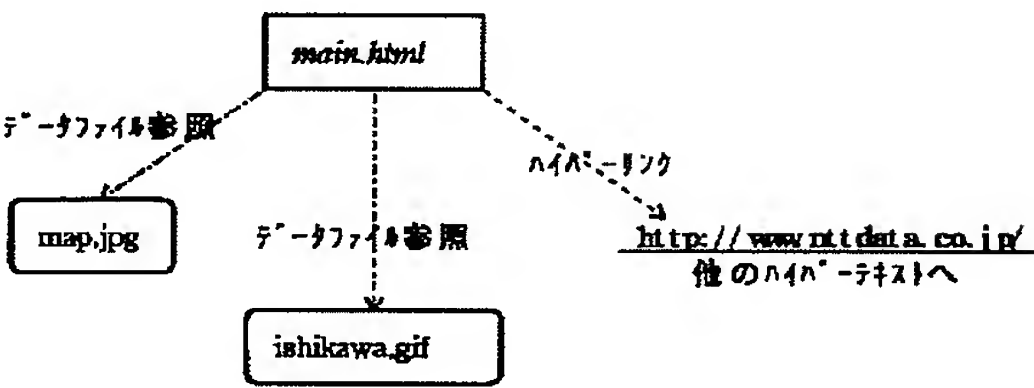 main.html
ﾃﾞｰﾀﾌｧｲﾙ参照
ﾊｲﾊﾟｰﾘﾝｸ
map.jpg
ﾃﾞｰﾀﾌｧｲﾙ参照
http://www.nttdata.co.jp/
他のﾊｲﾊﾟｰﾃｷｽﾄへ
ishikawa.gif